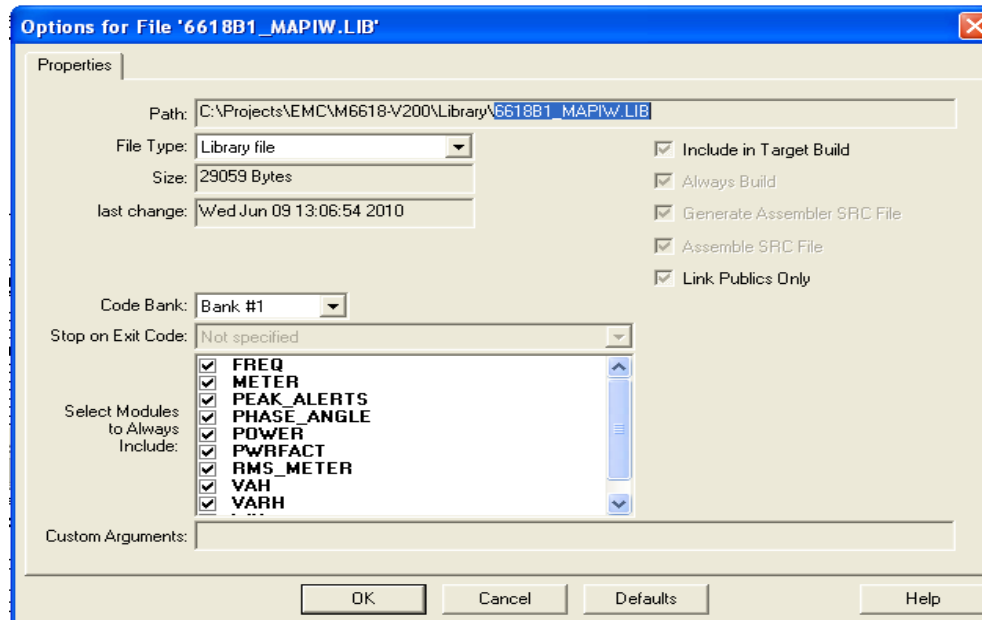 Options for File '6618B1_MAPIW.LIB'
Properties
Path: C:\Projects\EMC\M6618-V200\Library\6618B1_MAPIW.LIB
File Type: Library file
Include in Target Build
Size: 29059 Bytes
Always Build
last change: Wed Jun 09 13:06:54 2010
Generate Assembler SRC File
Assemble SRC File
Link Publics Only
Code Bank: Bank #1
Stop on Exit Code: Not specified
Select Modules
to Always
Include:
FREQ
METER
PEAK_ALERTS
PHASE_ANGLE
POWER
PWRFACT
RMS_METER
VAH
VARH
Custom Arguments:
OK Cancel Defaults Help